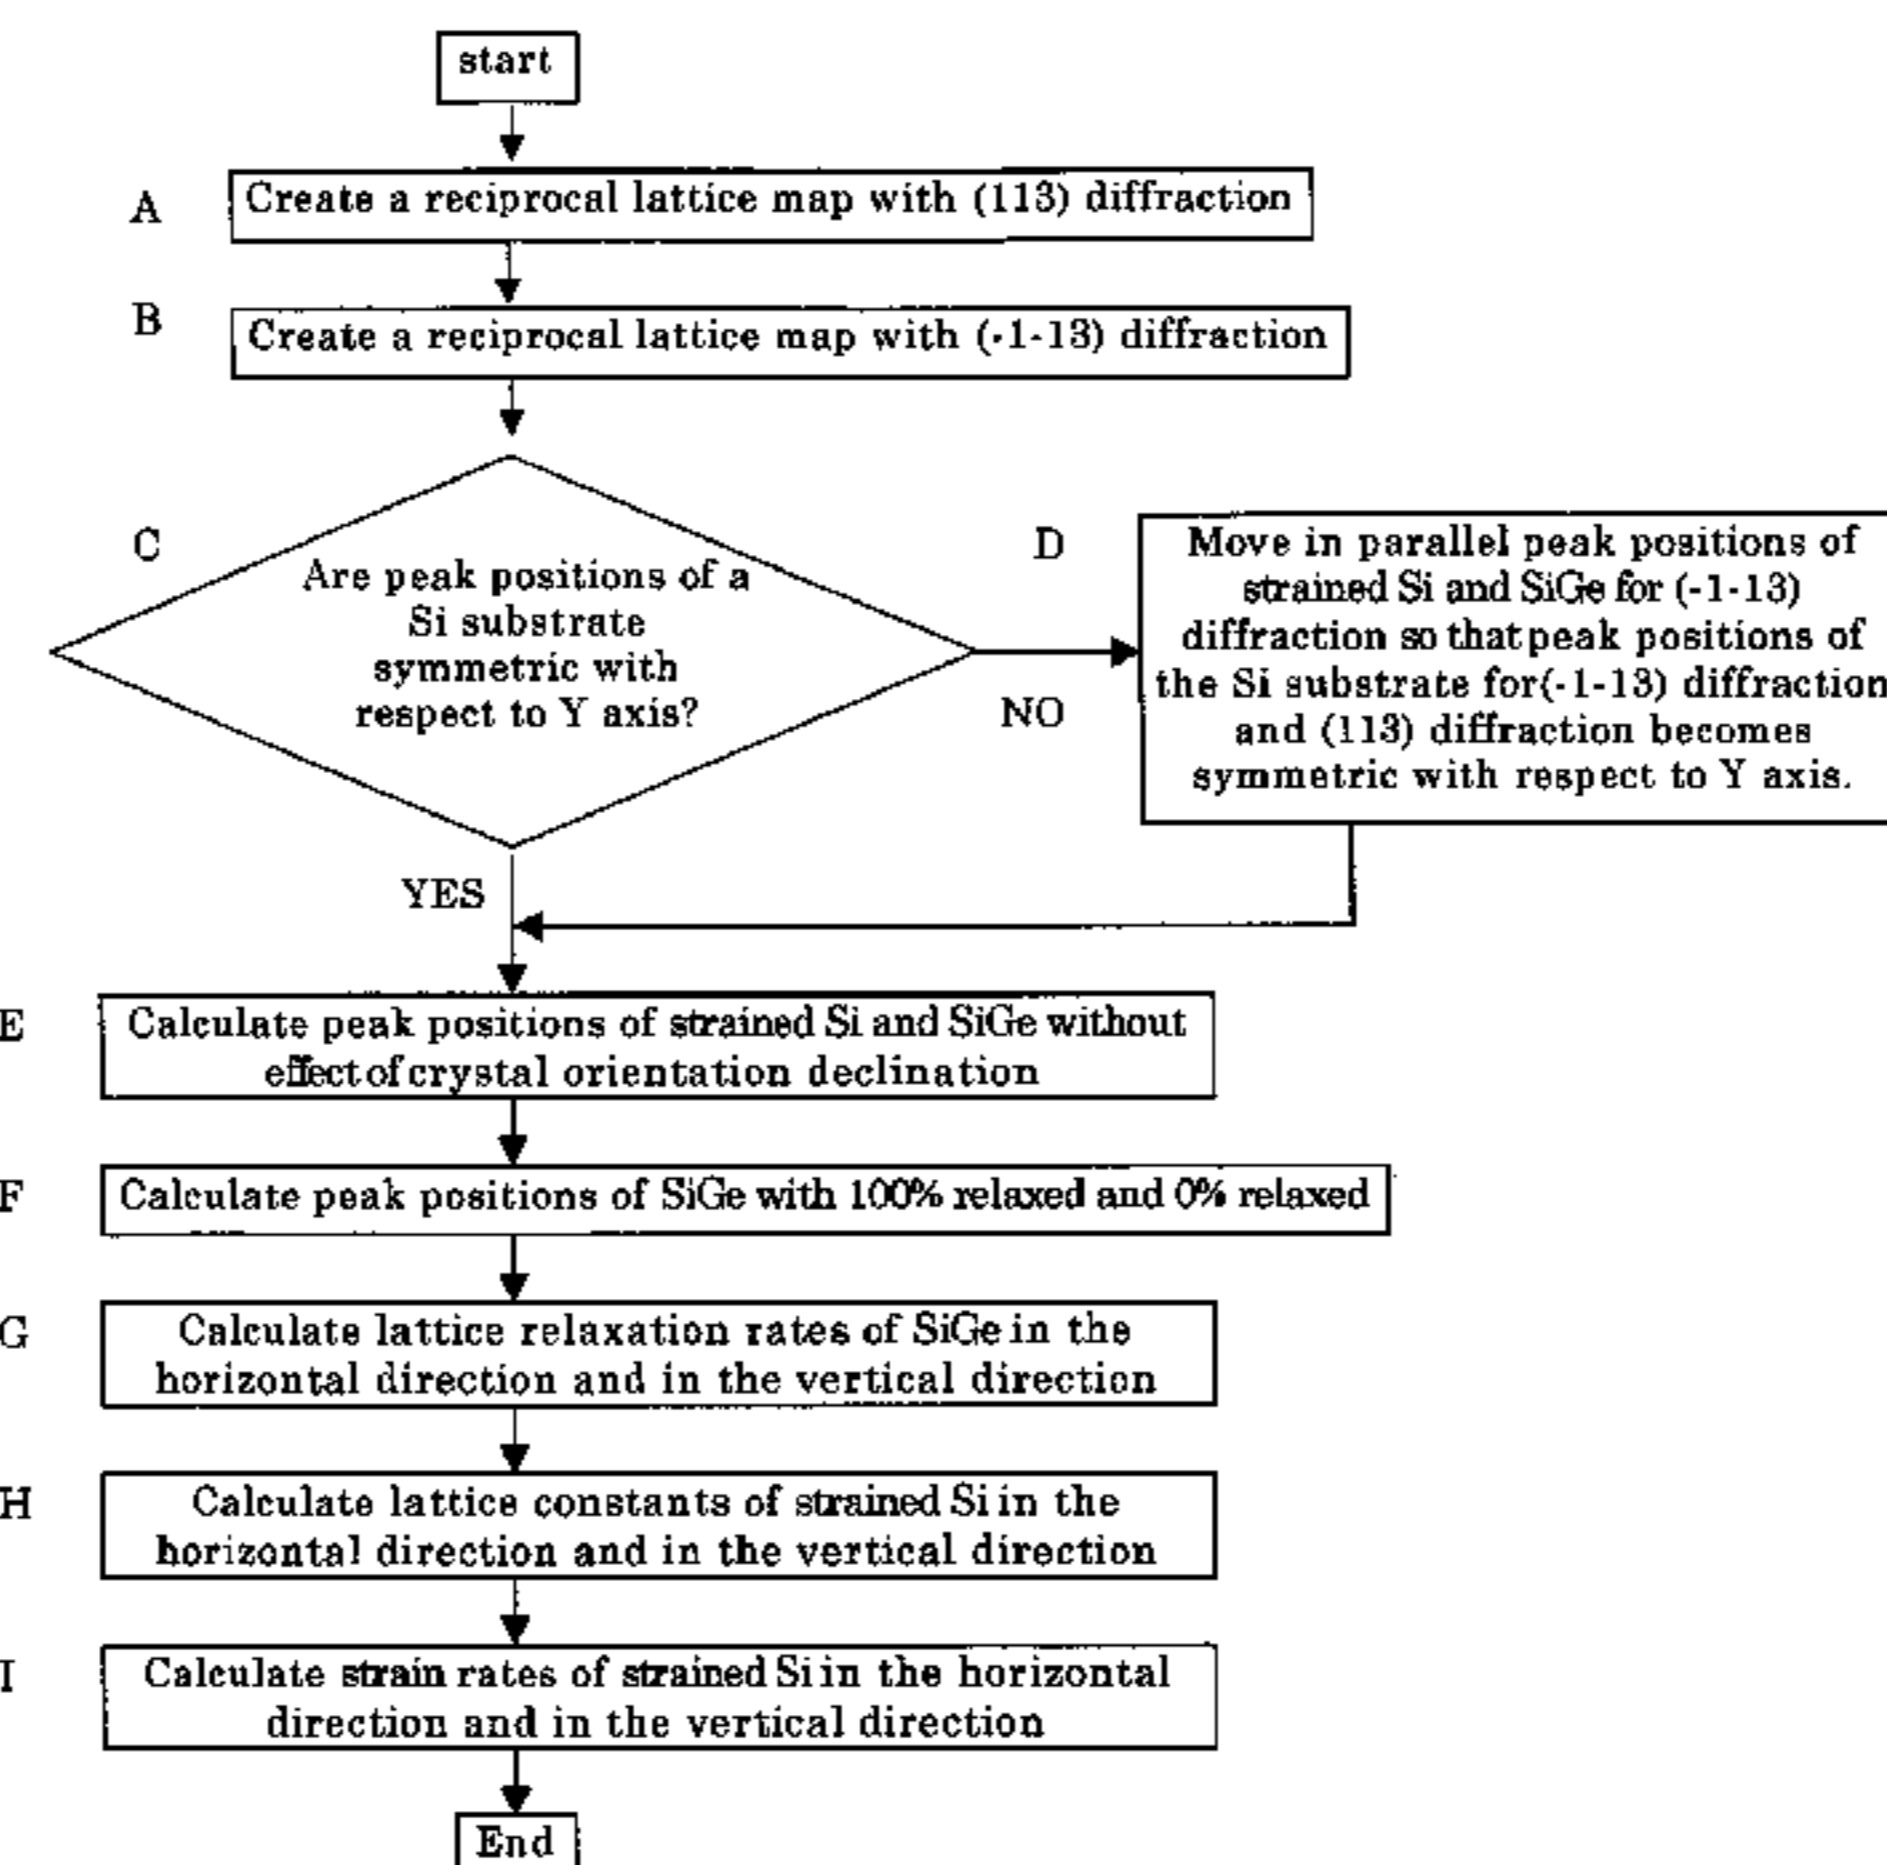 start
A
Create a reciprocal lattice map with (113) diffraction
B
Create a reciprocal lattice map with (-1-13) diffraction
C
Are peak positions of a
Si substrate
symmetric with
respect to Y axis?
NO
D
Move in parallel peak positions of
strained Si and SiGe for (-1-13)
diffraction so that peak positions of
the Si substrate for(-1-13) diffraction
and (113) diffraction becomes
symmetric with respect to Y axis.
YES
E
Calculate peak positions of strained Si and SiGe without
effect of crystal orientation declination
F
Calculate peak positions of SiGe with 100% relaxed and 0% relaxed
G
Calculate lattice relaxation rates of SiGe in the
horizontal direction and in the vertical direction
H
Calculate lattice constants of strained Si in the
horizontal direction and in the vertical direction
I
Calculate strain rates of strained Si in the horizontal
direction and in the vertical direction
End